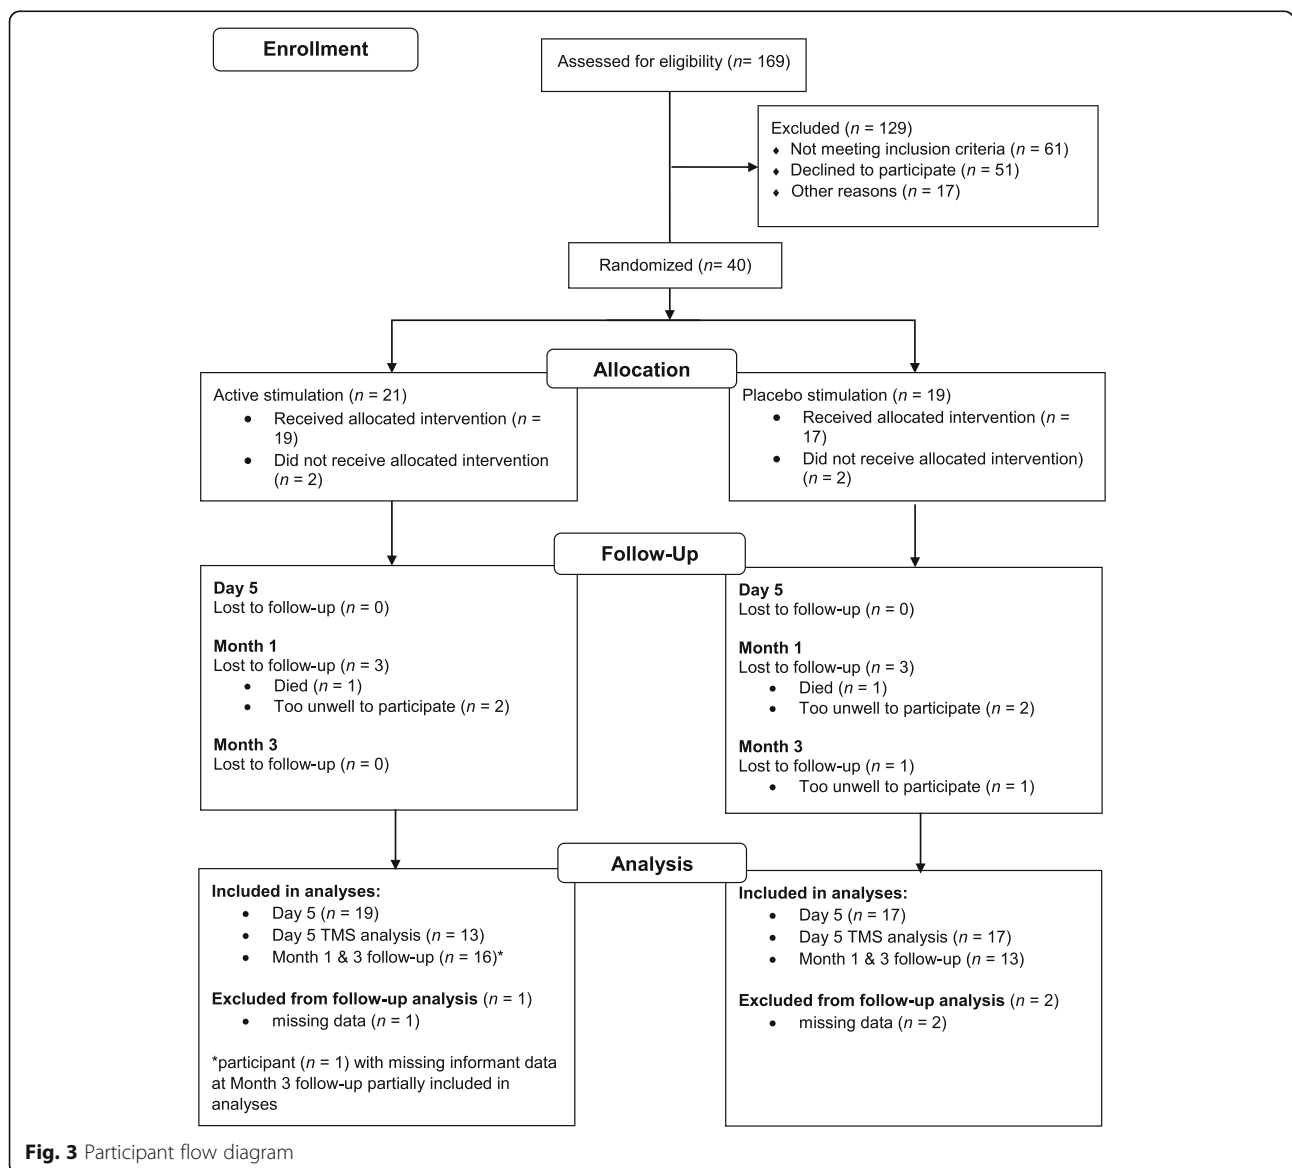 Enrollment
Assessed for eligibility (n= 169)
Excluded (n = 129)
♦ Not meeting inclusion criteria (n = 61)
♦ Declined to participate (n = 51)
♦ Other reasons (n = 17)
Randomized (n= 40)
Allocation
Active stimulation (n = 21)
• Received allocated intervention (n =
19)
• Did not receive allocated intervention
(n = 2)
Placebo stimulation (n = 19)
• Received allocated intervention (n =
17)
• Did not receive allocated intervention)
(n = 2)
Follow-Up
Day 5
Lost to follow-up (n = 0)
Month 1
Lost to follow-up (n = 3)
• Died (n = 1)
• Too unwell to participate (n = 2)
Month 3
Lost to follow-up (n = 0)
Day 5
Lost to follow-up (n = 0)
Month 1
Lost to follow-up (n = 3)
• Died (n = 1)
• Too unwell to participate (n = 2)
Month 3
Lost to follow-up (n = 1)
• Too unwell to participate (n = 1)
Analysis
Included in analyses:
• Day 5 (n = 19)
• Day 5 TMS analysis (n = 13)
• Month 1 & 3 follow-up (n = 16)*
Excluded from follow-up analysis (n = 1)
• missing data (n = 1)
*participant (n = 1) with missing informant data
at Month 3 follow-up partially included in
analyses
Included in analyses:
• Day 5 (n = 17)
• Day 5 TMS analysis (n = 17)
• Month 1 & 3 follow-up (n = 13)
Excluded from follow-up analysis (n = 2)
• missing data (n = 2)
Fig. 3 Participant flow diagram